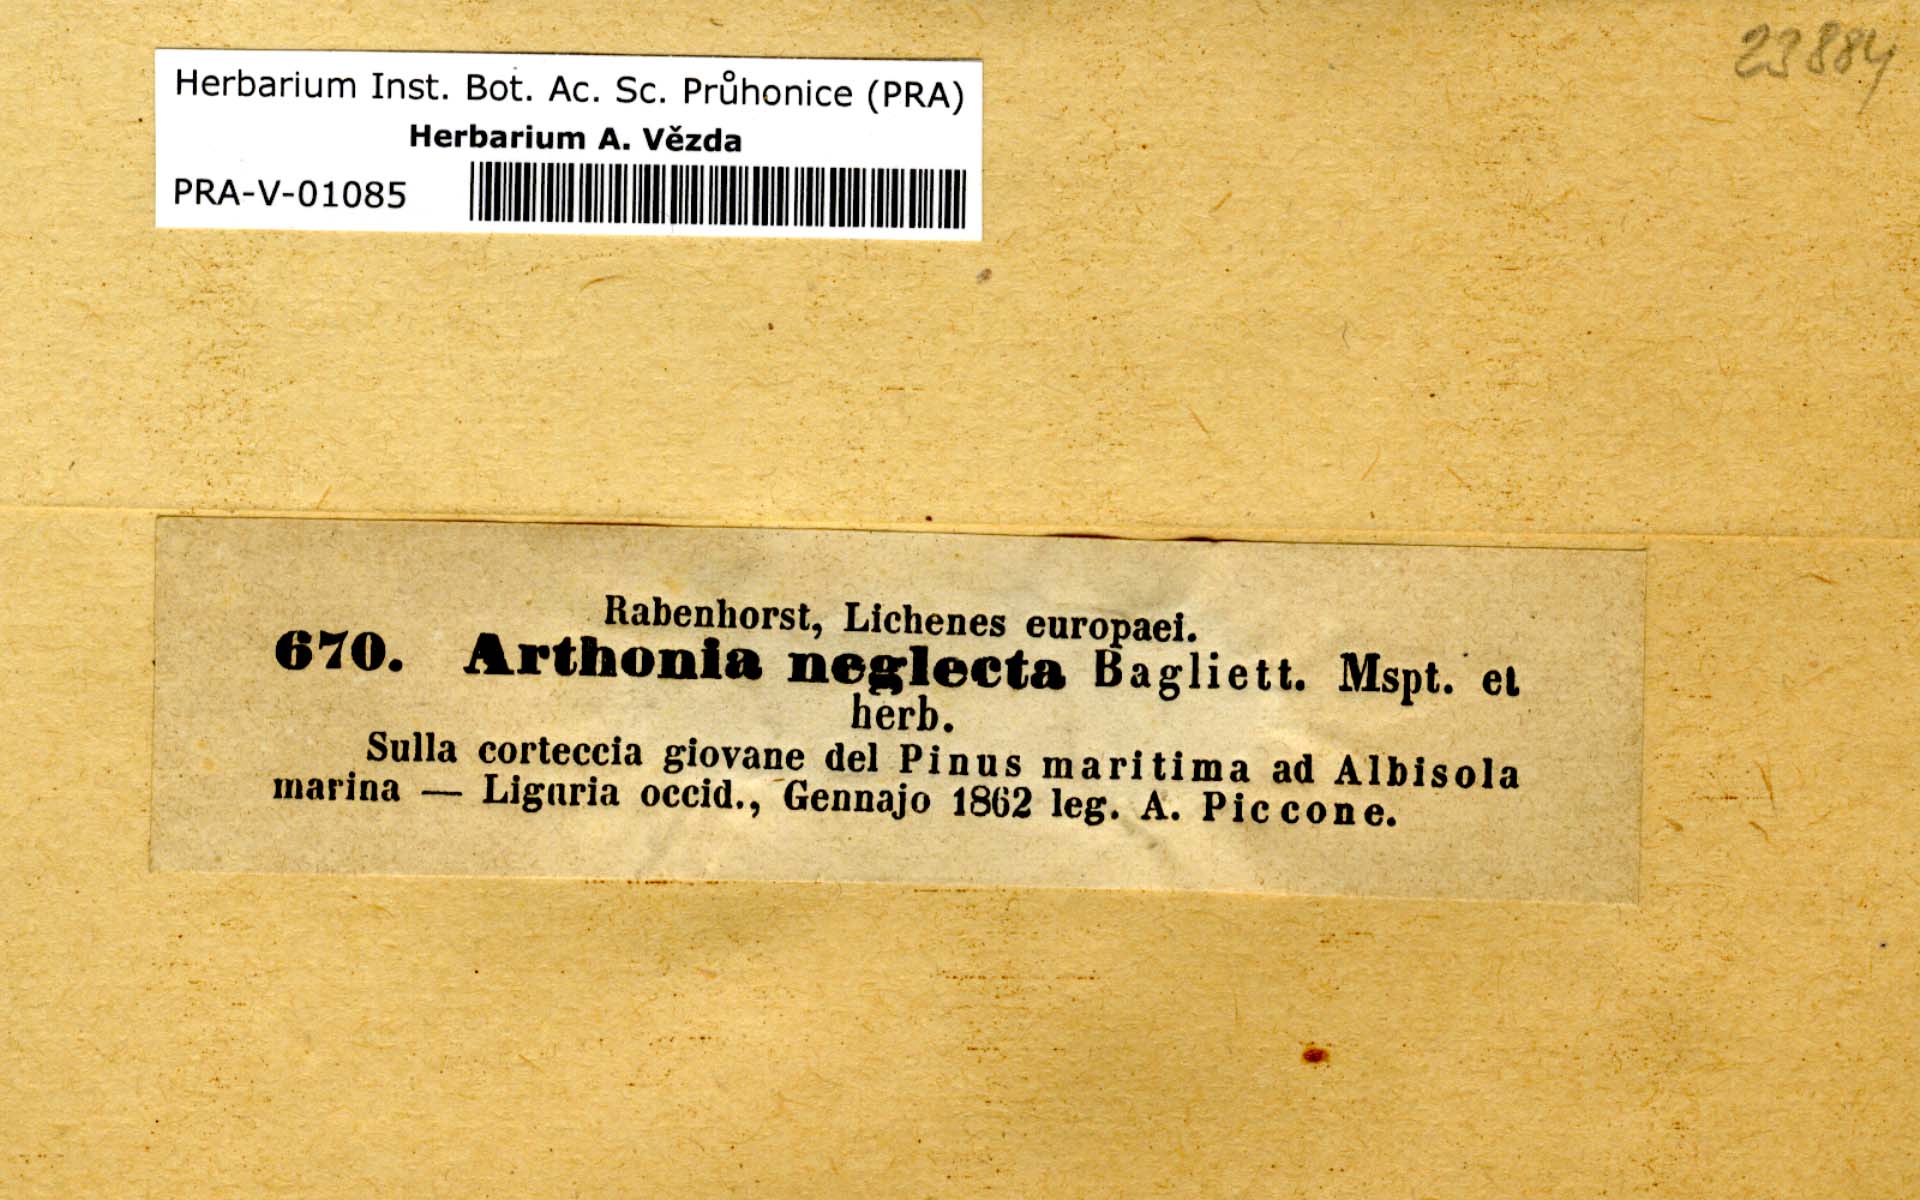 23884
Herbarium Inst. Bot. Ac. Sc. Průhonice (PRA)
Herbarium A. Vězda
PRA-V-01085
Rabenhorst, Lichenes europaei.
670. Arthonia neglecta Bagliett. Mspt. et
herb.
Sulla corteccia giovane del Pinus maritima ad Albisola
marina — Liguria occid., Gennajo 1862 leg. A. Piccone.